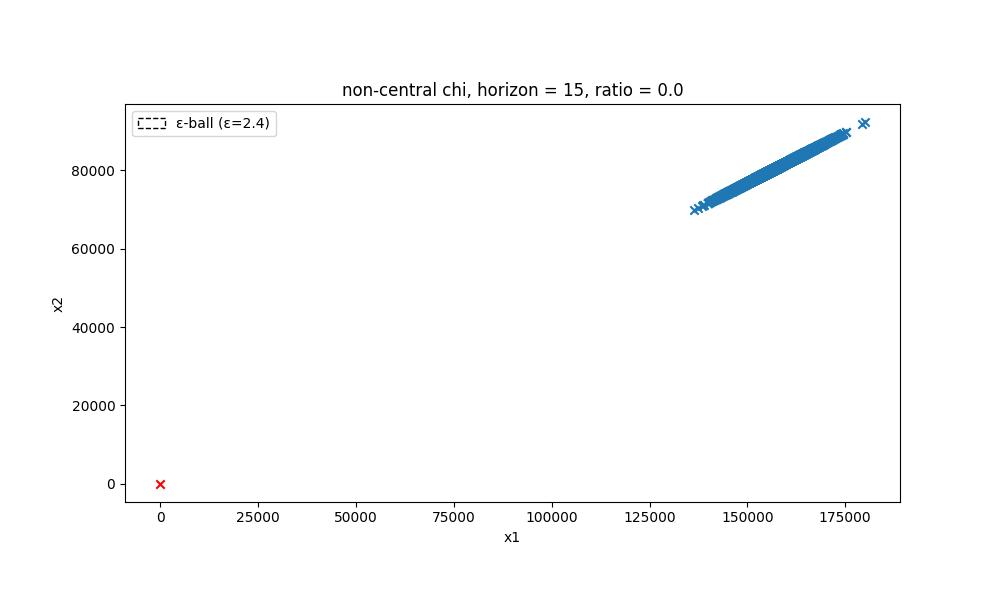 non-central chi, horizon = 15, ratio = 0.0
ε-ball (ε=2.4)
x2
80000
60000
40000
20000
0
0 25000 50000 75000 100000 125000 150000 175000
x1